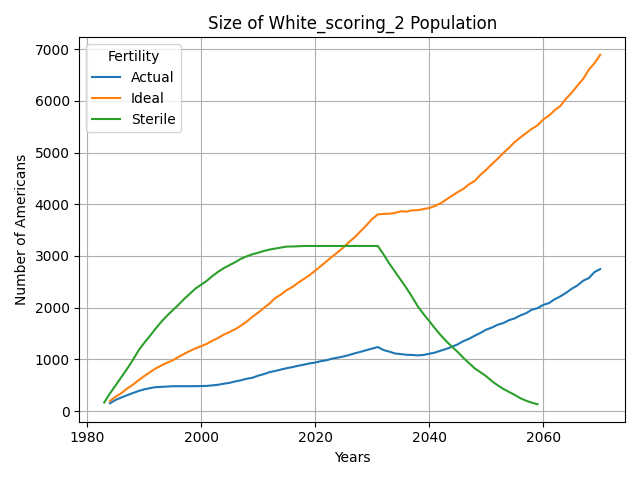 Size of White_scoring_2 Population
Number of Americans
7000
6000
5000
4000
3000
2000
1000
0
Fertility
Actual
Ideal
Sterile
1980
2000
2020
2040
2060
Years